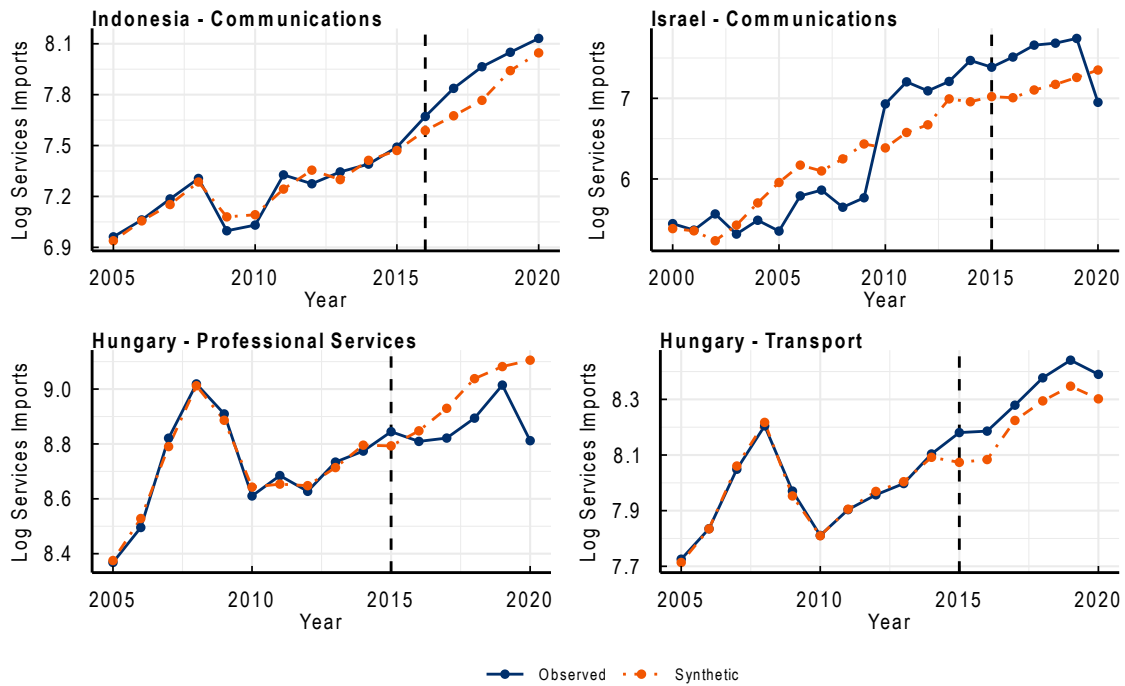 Indonesia - Communications
Log Services Imports
8.1
7.8
7.5
7.2
6.9
2005 2010 2015 2020
Year
Israel - Communications
Log Services Imports
7
6
2000 2005 2010 2015 2020
Year
Hungary - Professional Services
Log Services Imports
9.0
8.8
8.6
8.4
2005 2010 2015 2020
Year
Hungary - Transport
Log Services Imports
8.3
8.1
7.9
7.7
2005 2010 2015 2020
Year
Observed Synthetic